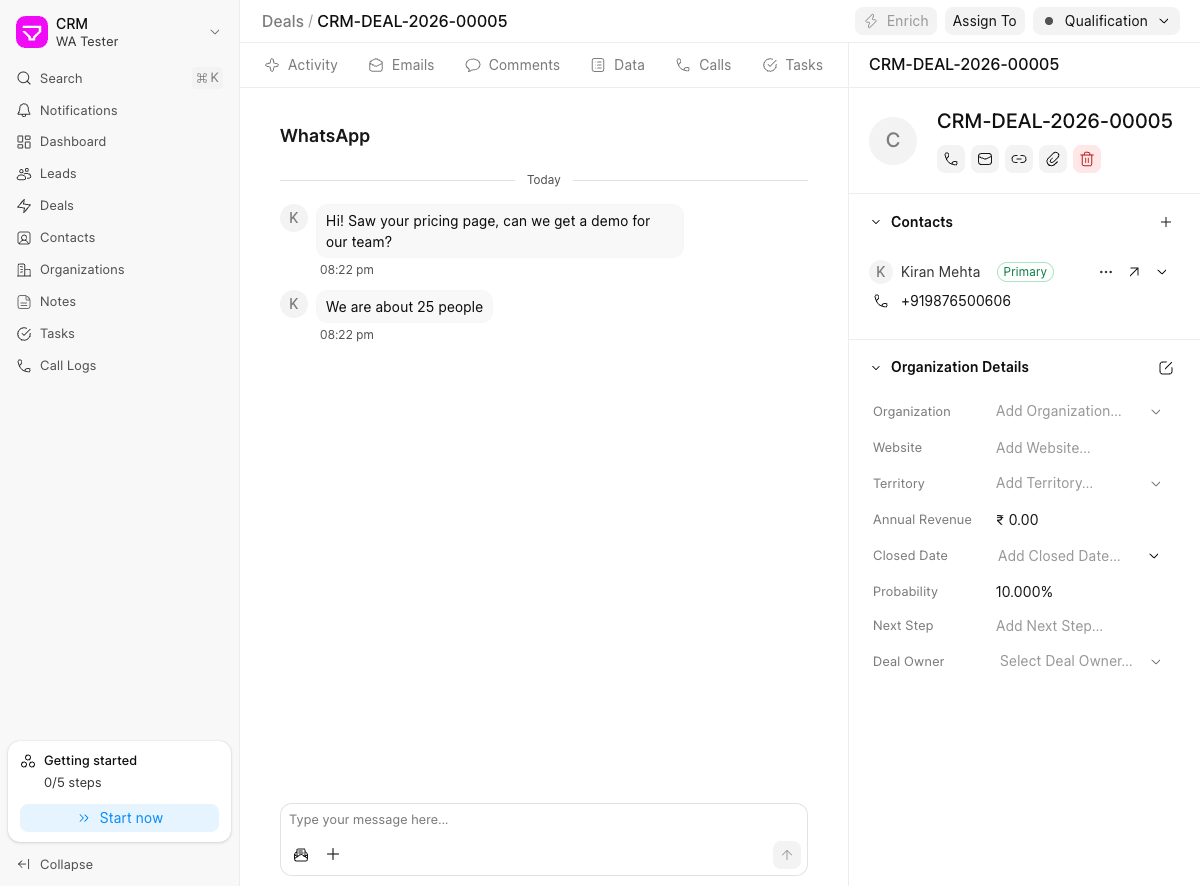 CRM
WA Tester
Search ⌘K
Notifications
Dashboard
Leads
Deals
Contacts
Organizations
Notes
Tasks
Call Logs
Getting started
0/5 steps
Start now
Collapse
Deals / CRM-DEAL-2026-00005
Enrich
Assign To
Qualification
Activity
Emails
Comments
Data
Calls
Tasks
WhatsApp
Today
K
Hi! Saw your pricing page, can we get a demo for
our team?
08:22 pm
K
We are about 25 people
08:22 pm
Type your message here...
CRM-DEAL-2026-00005
C
CRM-DEAL-2026-00005
Contacts
K Kiran Mehta Primary
+919876500606
Organization Details
Organization Add Organization...
Website Add Website...
Territory Add Territory...
Annual Revenue ₹ 0.00
Closed Date Add Closed Date...
Probability 10.000%
Next Step Add Next Step...
Deal Owner Select Deal Owner...